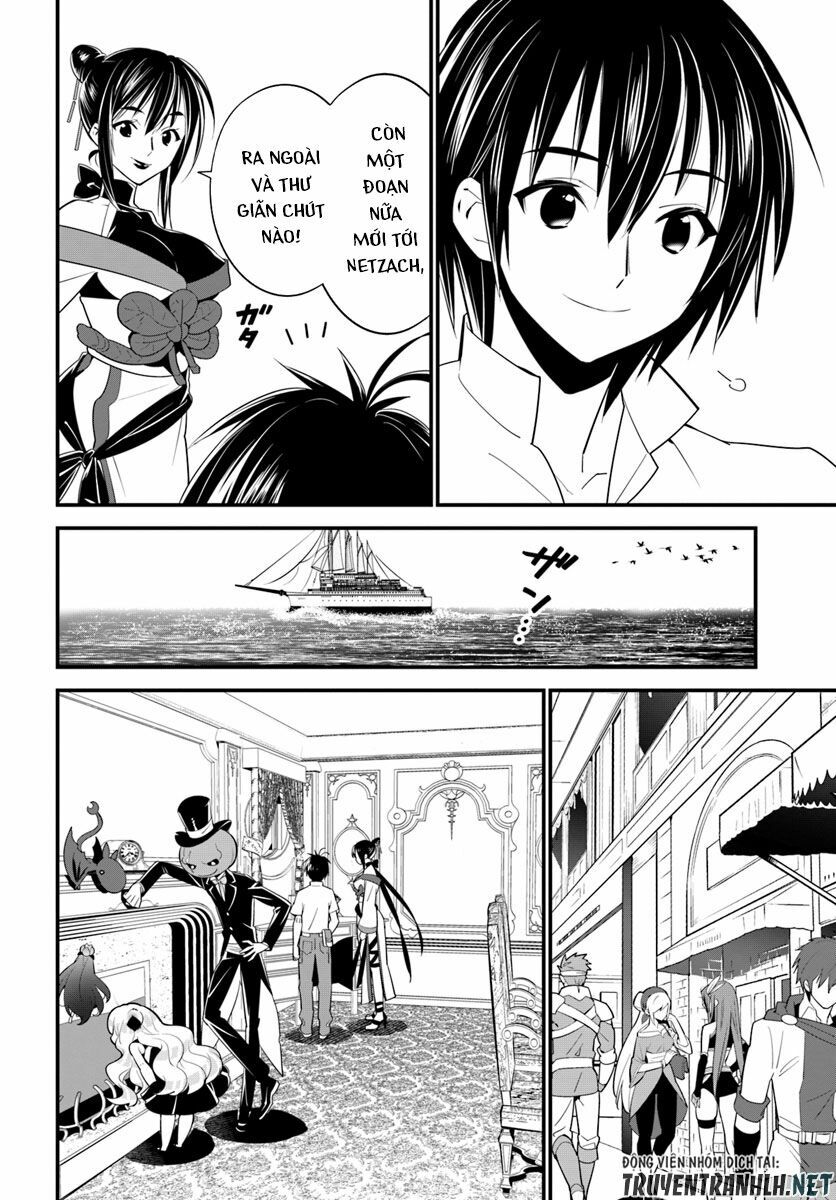 CÒN
MỘT
ĐOẠN
NỮA
MỚI TỚI
NETZACH,
RA NGOÀI
VÀ THƯ
GIÃN CHÚT
NÀO!
ガタ
ザザン…
ĐỘNG VIÊN NHÓM DỊCH TẠI:
TRUYENTRANHLH.NET